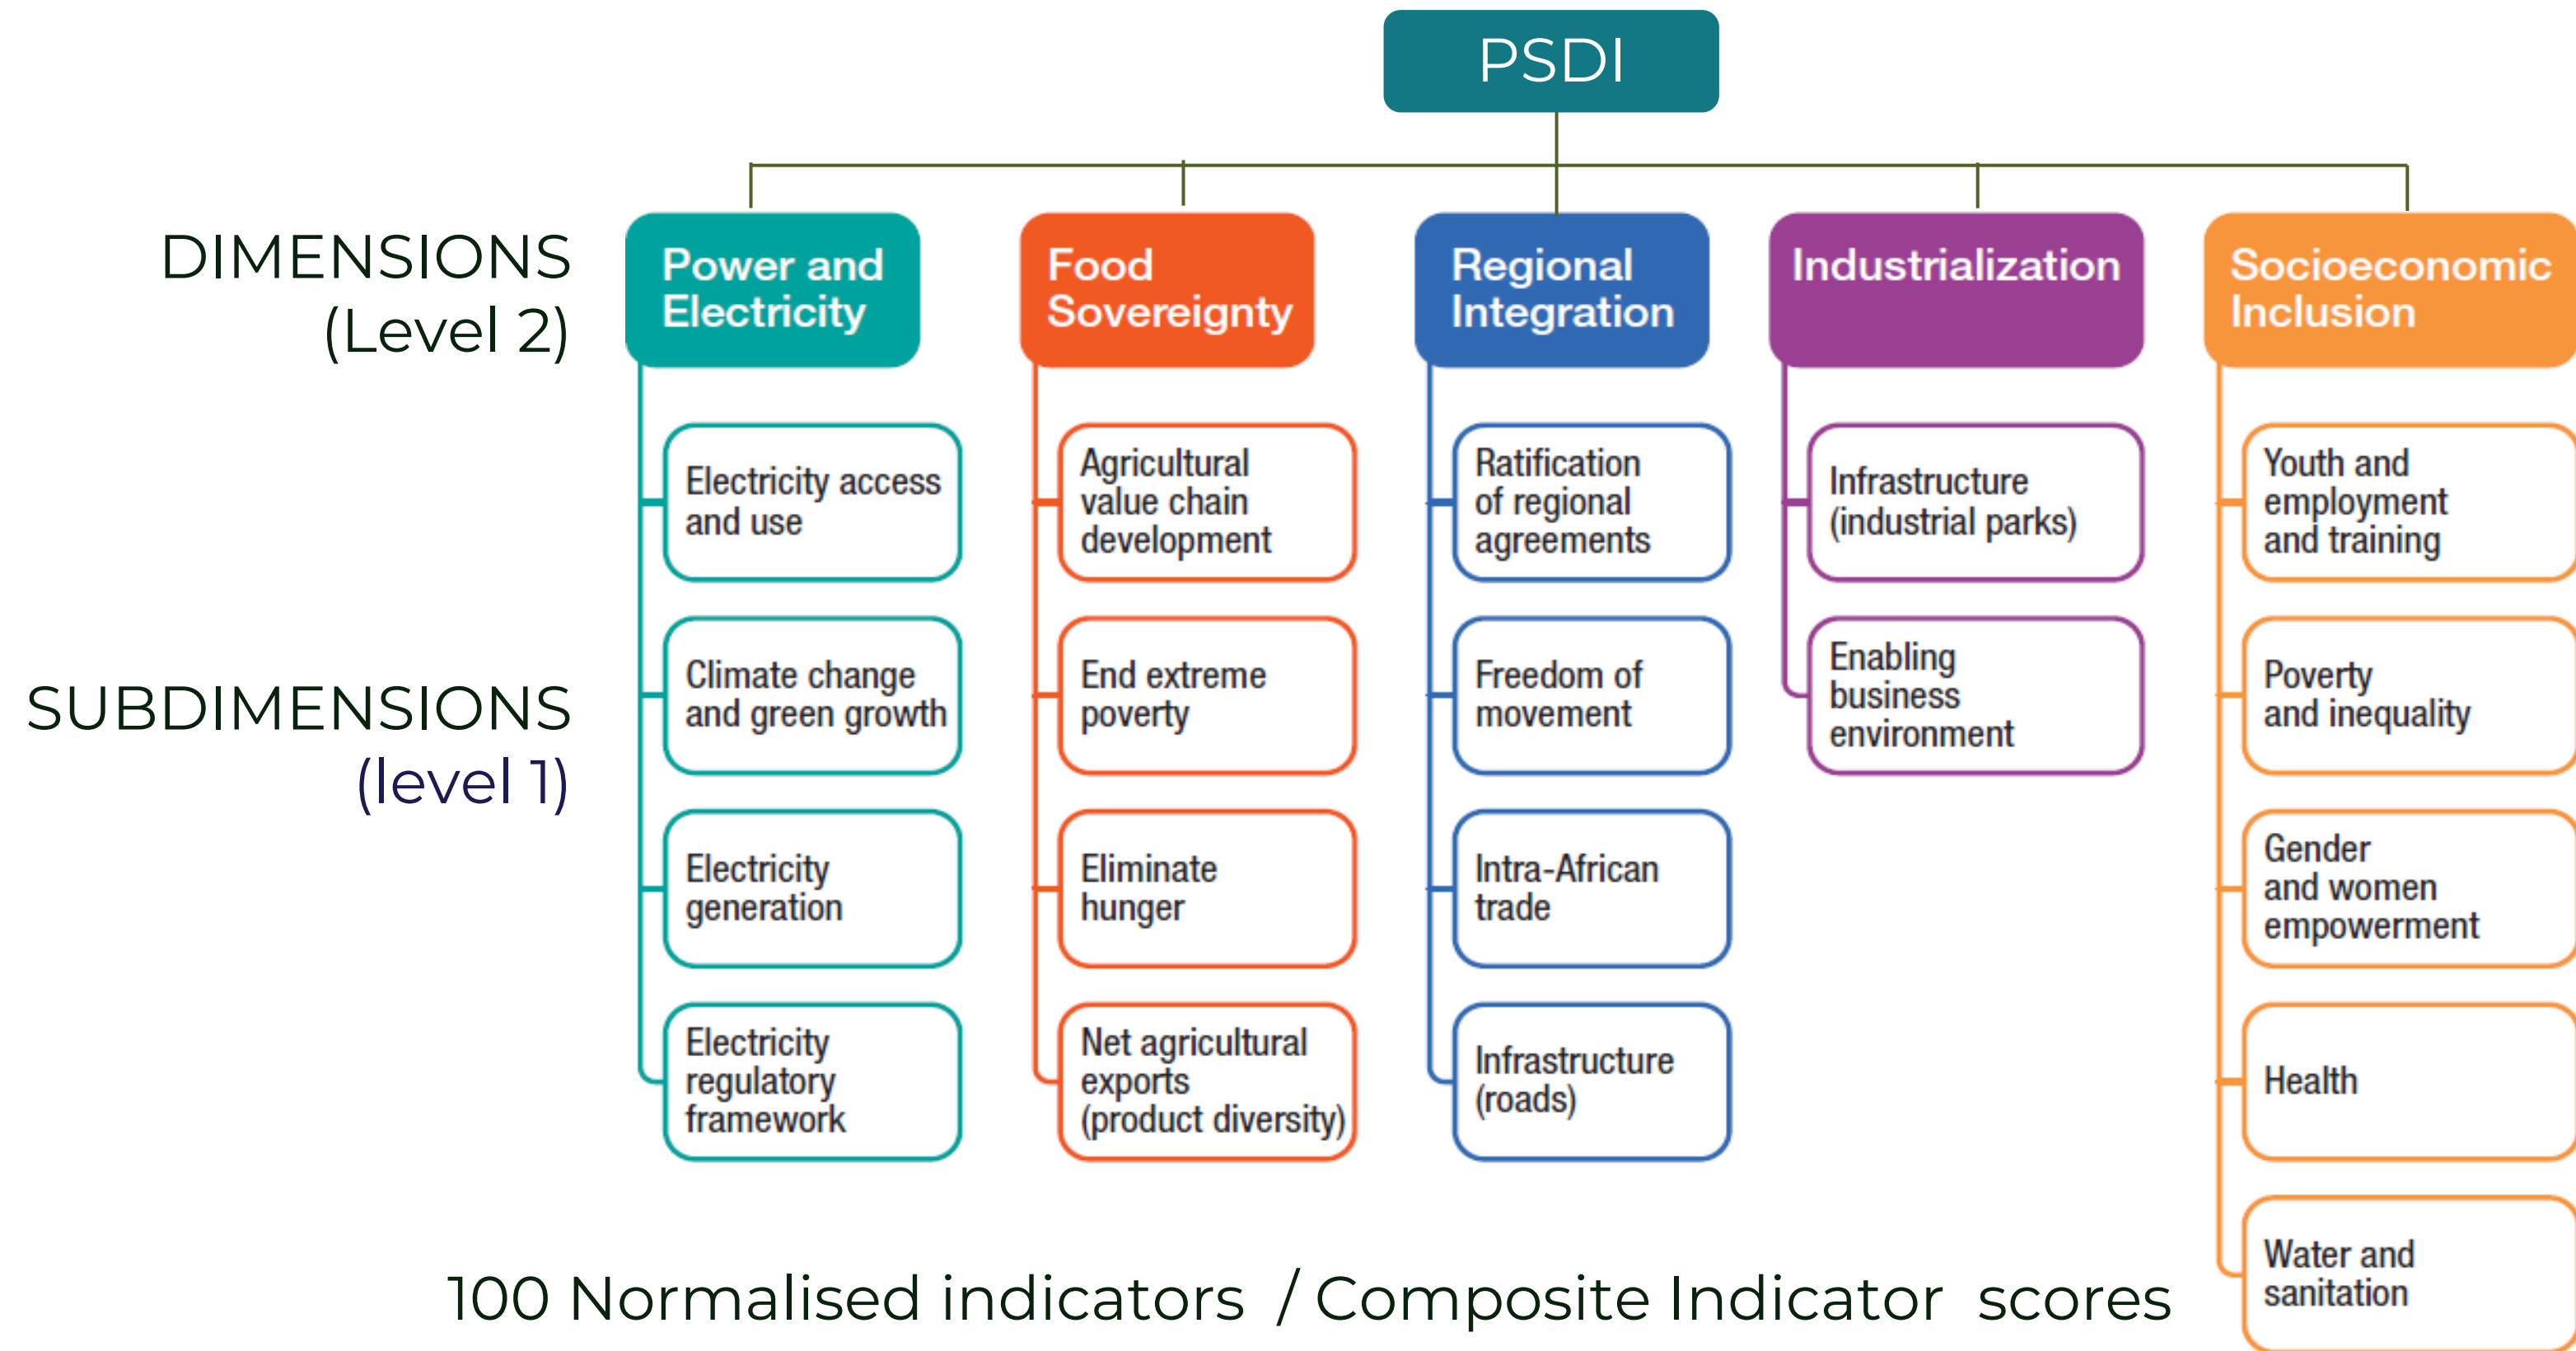 PSDI
DIMENSIONS
(Level 2)
Power and
Electricity
Food
Sovereignty
Regional
Integration
Industrialization
Socioeconomic
Inclusion
SUBDIMENSIONS
(level 1)
Electricity access
and use
Climate change
and green growth
Electricity
generation
Electricity
regulatory
framework
Agricultural
value chain
development
End extreme
poverty
Eliminate
hunger
Net agricultural
exports
(product diversity)
Ratification
of regional
agreements
Freedom of
movement
Intra-African
trade
Infrastructure
(roads)
Infrastructure
(industrial parks)
Enabling
business
environment
Youth and
employment
and training
Poverty
and inequality
Gender
and women
empowerment
Health
Water and
sanitation
100 Normalised indicators / Composite Indicator scores